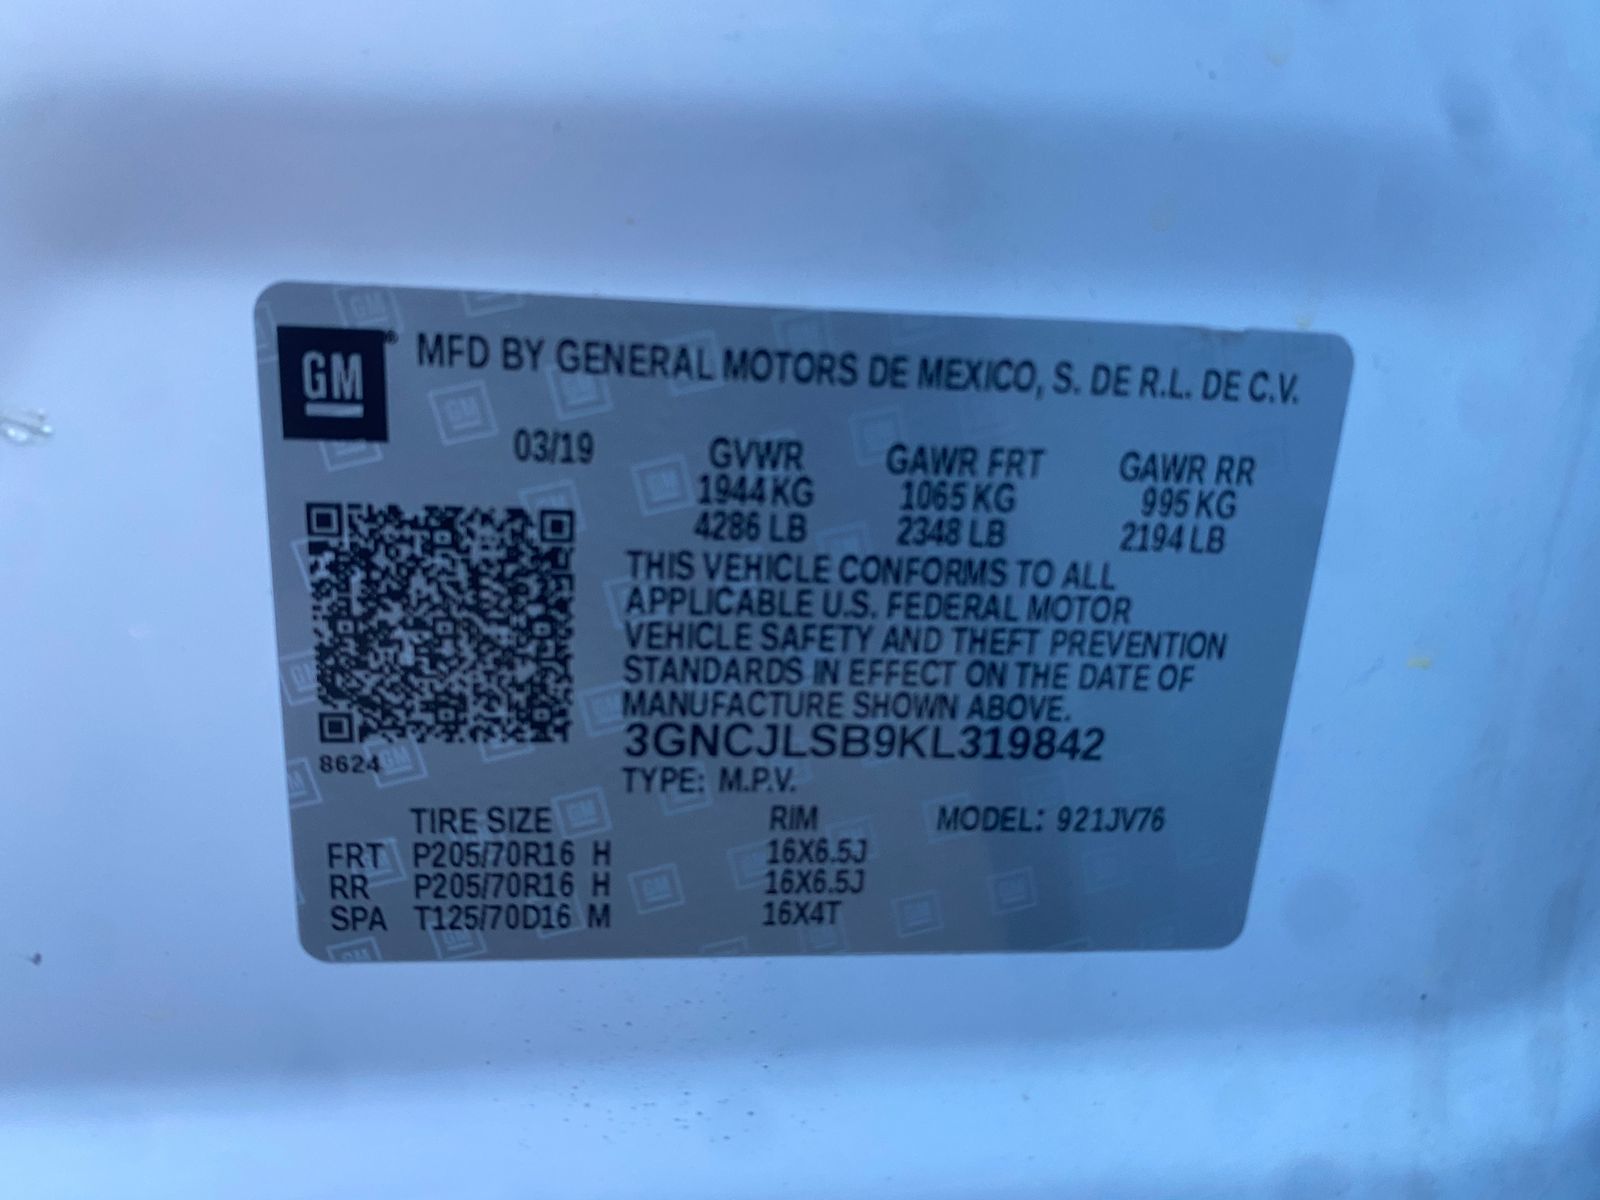 GM® MFD BY GENERAL MOTORS DE MEXICO, S. DE R.L. DE C.V.
03/19 GVWR GAWR FRT GAWR RR
1944 KG 1065 KG 995 KG
4286 LB 2348 LB 2194 LB
THIS VEHICLE CONFORMS TO ALL
APPLICABLE U.S. FEDERAL MOTOR
VEHICLE SAFETY AND THEFT PREVENTION
STANDARDS IN EFFECT ON THE DATE OF
MANUFACTURE SHOWN ABOVE.
3GNCJLSB9KL319842
8624
TYPE: M.P.V.
TIRE SIZE RIM MODEL: 921JV76
FRT P205/70R16 H 16X6.5J
RR P205/70R16 H 16X6.5J
SPA T125/70D16 M 16X4T